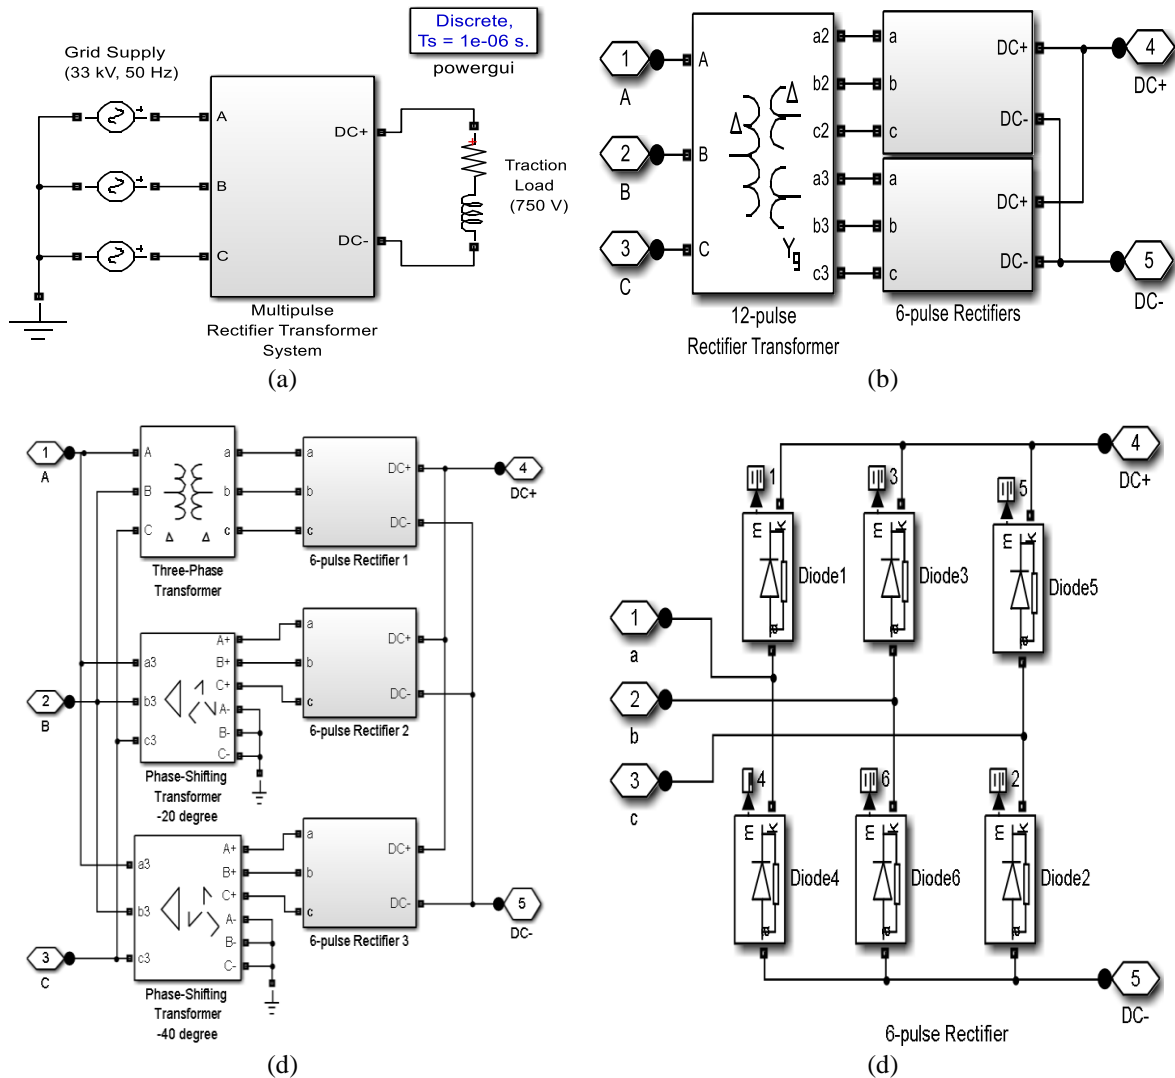 Discrete,
Ts = 1e-06 s.
powergui
Grid Supply
(33 kV, 50 Hz)
A
B
C
DC+
DC-
Traction
Load
(750 V)
Multipulse
Rectifier Transformer
System
(a)
1
A
2
B
3
C
A
B
C
Δ
Δ
Yg
a2
b2
c2
a3
b3
c3
a
b
c
DC+
DC-
a
b
c
DC+
DC-
4
DC+
5
DC-
12-pulse
Rectifier Transformer
6-pulse Rectifiers
(b)
1
A
2
B
3
C
A
B
C
a
b
c
Δ Δ
Three-Phase
Transformer
a
b
c
DC+
DC-
6-pulse Rectifier 1
4
DC+
a3
b3
c3
A+
B+
C+
A-
B-
C-
Phase-Shifting
Transformer
-20 degree
a
b
c
DC+
DC-
6-pulse Rectifier 2
a3
b3
c3
A+
B+
C+
A-
B-
C-
Phase-Shifting
Transformer
-40 degree
a
b
c
DC+
DC-
6-pulse Rectifier 3
5
DC-
(d)
1
3
5
m k
m k
m k
a
a
a
Diode1
Diode3
Diode5
4
DC+
1
a
2
b
3
c
4
6
2
m k
m k
m k
a
a
a
Diode4
Diode6
Diode2
5
DC-
6-pulse Rectifier
(d)